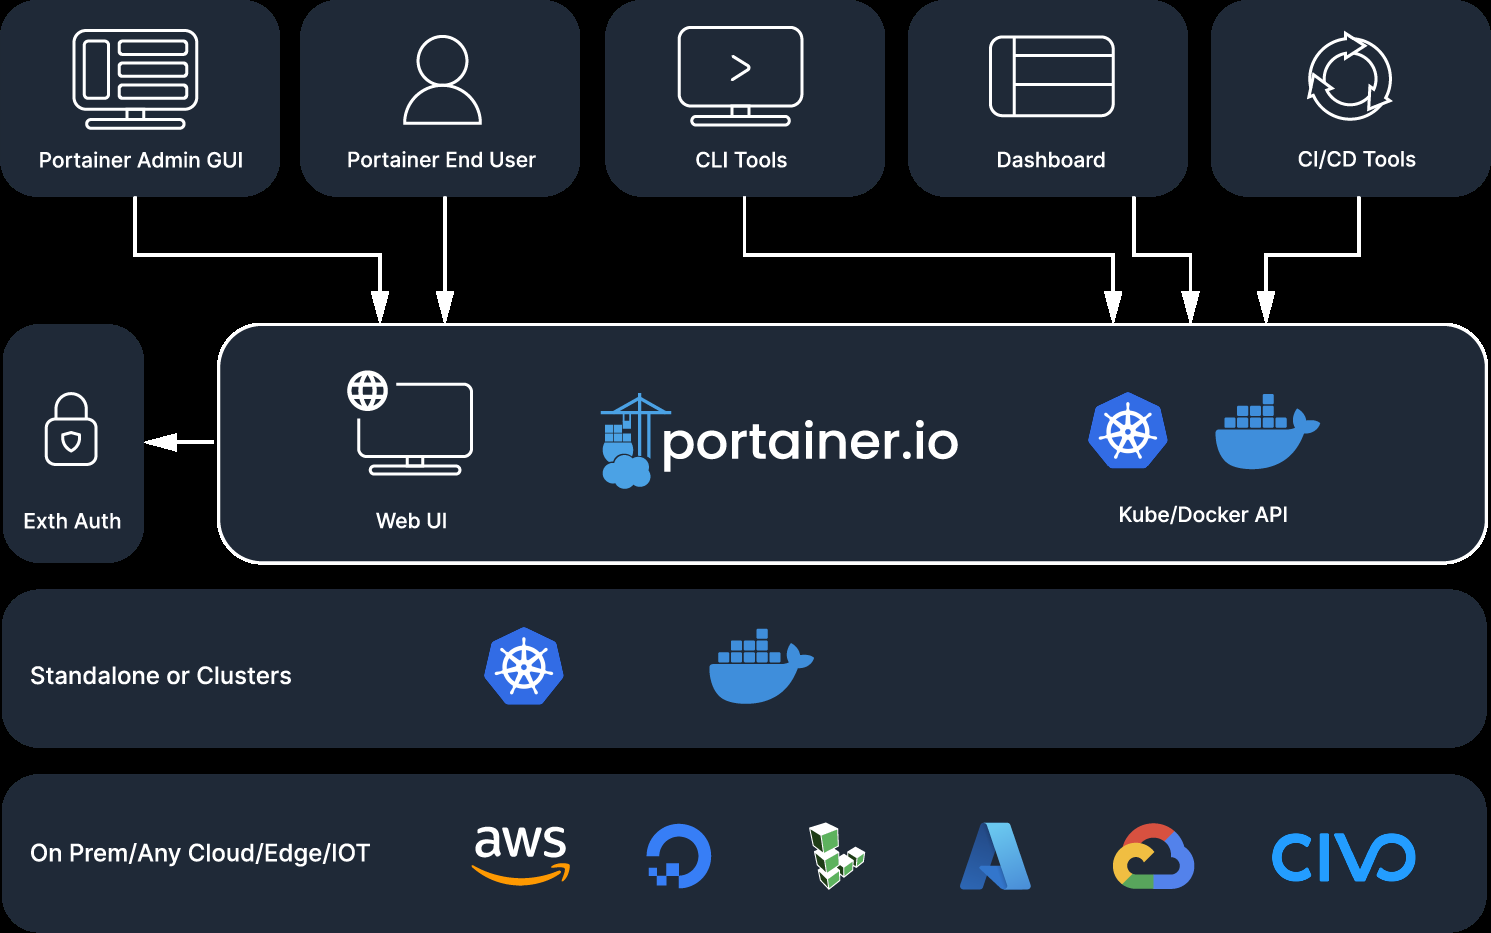 Portainer Admin GUI
Portainer End User
CLI Tools
Dashboard
CI/CD Tools
Exth Auth
Web UI
portainer.io
Kube/Docker API
Standalone or Clusters
On Prem/Any Cloud/Edge/IOT
aws
CIVO